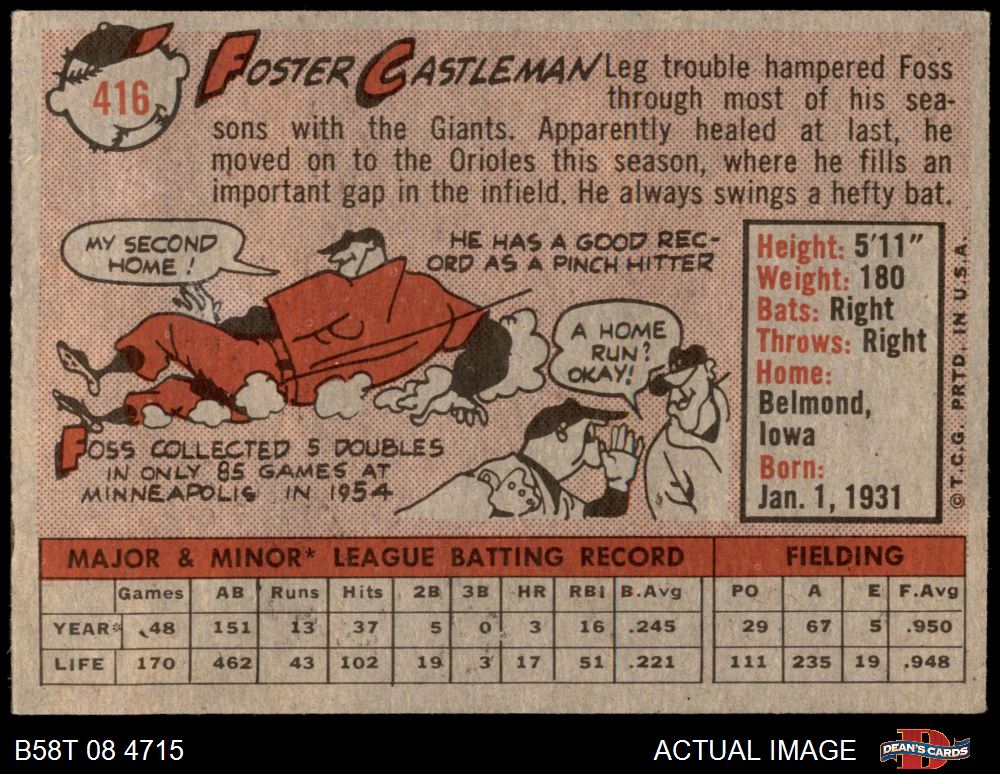 416
FOSTER CASTLEMAN
Leg trouble hampered Foss
through most of his sea-
sons with the Giants. Apparently healed at last, he
moved on to the Orioles this season, where he fills an
important gap in the infield. He always swings a hefty bat.
MY SECOND
HOME!
HE HAS A GOOD REC-
ORD AS A PINCH HITTER
A HOME
RUN?
OKAY!
FOSS COLLECTED 5 DOUBLES
IN ONLY 85 GAMES AT
MINNEAPOLIS IN 1954
Height: 5'11"
Weight: 180
Bats: Right
Throws: Right
Home:
Belmond,
Iowa
Born:
Jan. 1, 1931
© T.C.G. PRTD. IN U.S.A.
MAJOR & MINOR* LEAGUE BATTING RECORD FIELDING
Games AB Runs Hits 2B 3B HR RBI B.Avg PO A E F.Avg
YEAR* 48 151 13 37 5 0 3 16 .245 29 67 5 .950
LIFE 170 462 43 102 19 3 17 51 .221 111 235 19 .948
B58T 08 4715 ACTUAL IMAGE DEAN'S CARDS